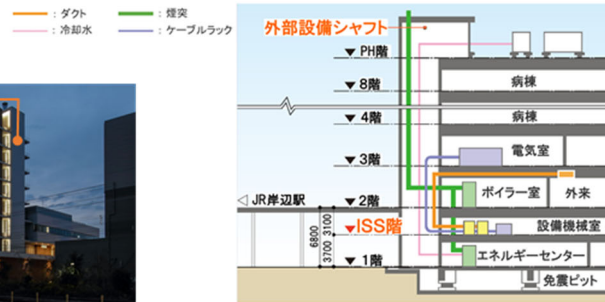 ：ダクト
：煙突
：冷却水
：ケーブルラック
外部設備シャフト
PH階
8階
病棟
4階
病棟
3階
電気室
JR岸辺駅
2階
ボイラー室
外来
ISS階
設備機械室
6800
3100
3700
1階
エネルギーセンター
免震ピット